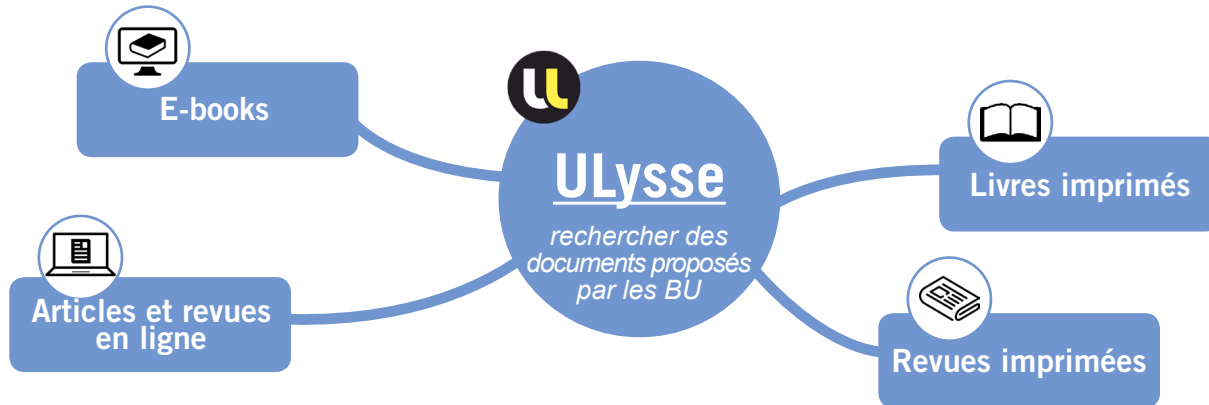 E-books
ULysse
rechercher des
documents proposés
par les BU
Livres imprimés
Articles et revues
en ligne
Revues imprimées